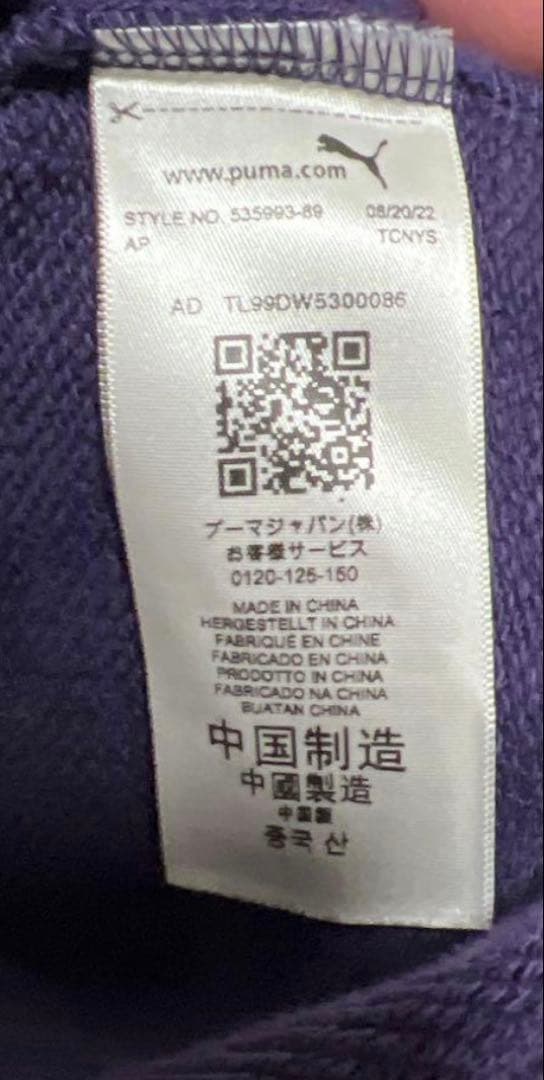 www.puma.com
STYLE NO. 535993-89 08/20/22
AP TCNYS
AD TL99DW5300086
プーマジャパン(株)
お客様サービス
0120-125-150
MADE IN CHINA
HERGESTELLT IN CHINA
FABRIQUÉ EN CHINE
FABRICADO EN CHINA
PRODOTTO IN CHINA
FABRICADO NA CHINA
BUATAN CHINA
中国制造
中國製造
中国製
중국 산